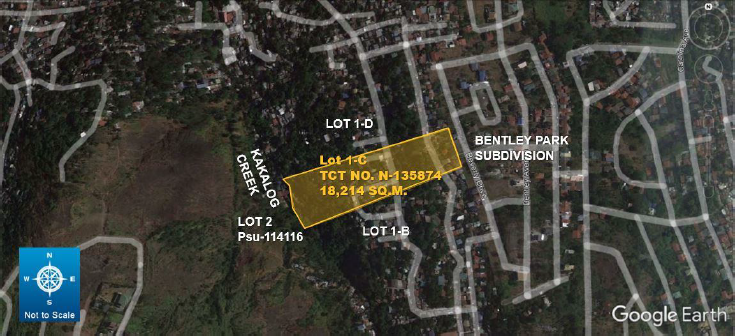 N
LOT 1-D
BENTLEY PARK
SUBDIVISION
Lot 1-C
TCT NO. N-135874
18,214 SQ.M.
KAKALOG
CREEK
LOT 2
Psu-114116
LOT 1-B
N
W E
S
Not to Scale
Google Earth